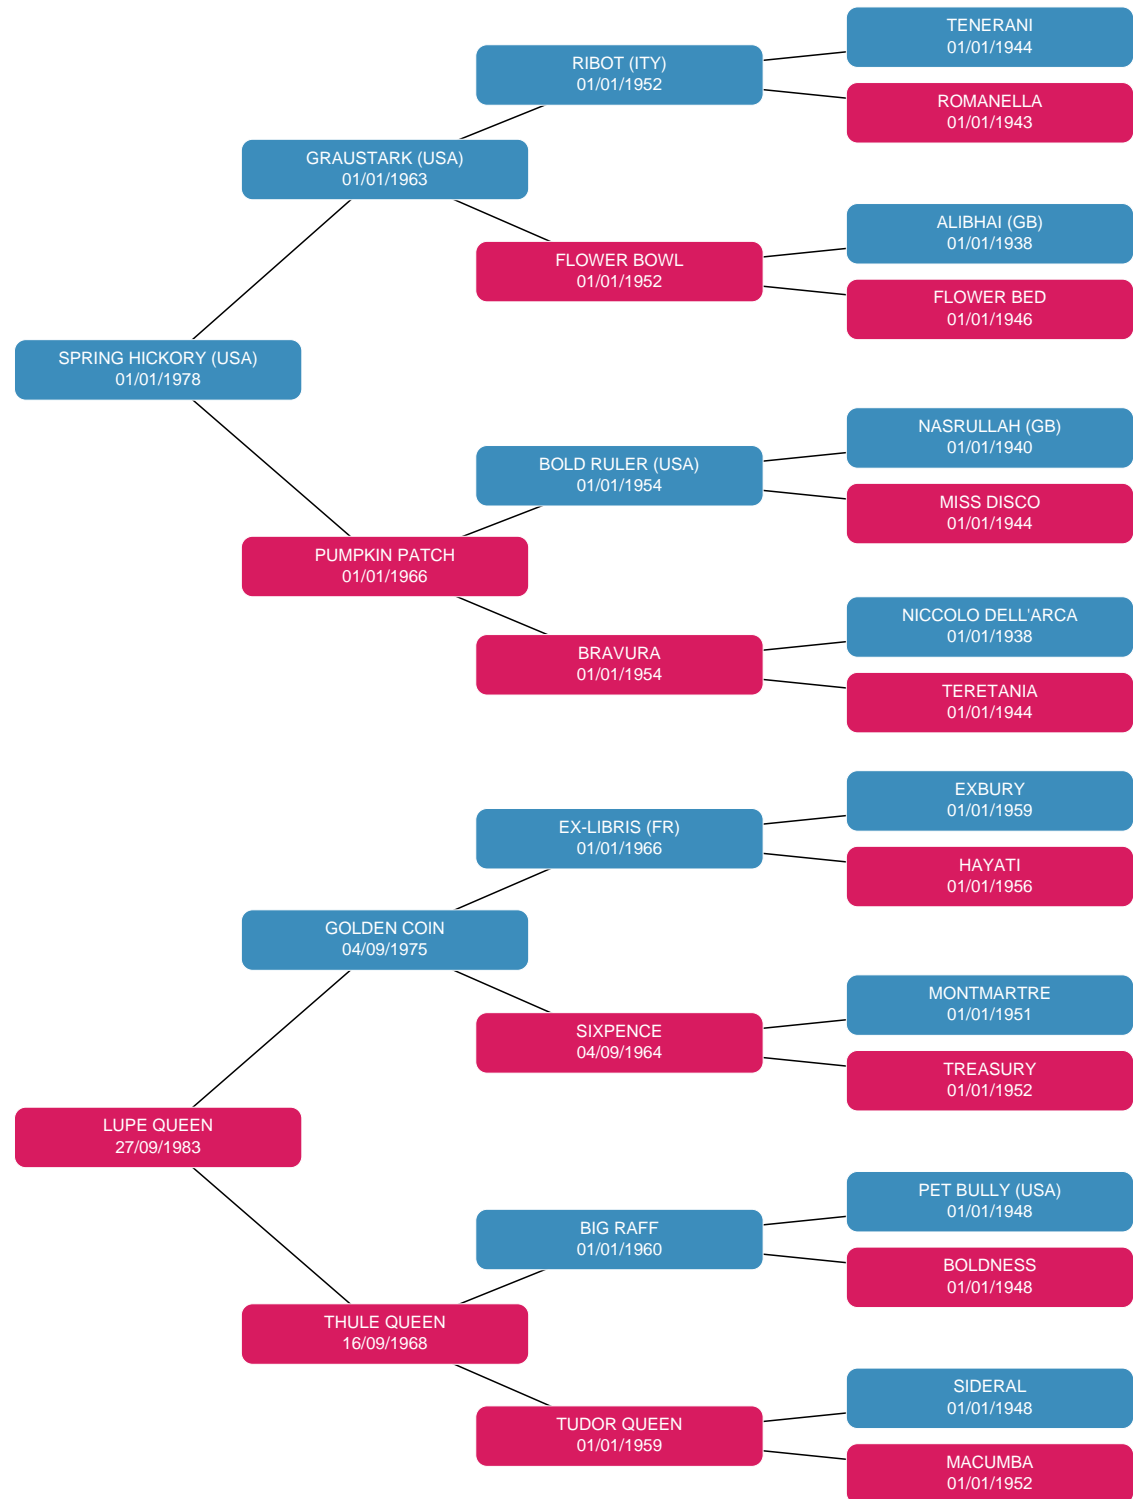 TENERANI
01/01/1944
RIBOT (ITY)
01/01/1952
ROMANELLA
01/01/1943
GRAUSTARK (USA)
01/01/1963
ALIBHAI (GB)
01/01/1938
FLOWER BOWL
01/01/1952
FLOWER BED
01/01/1946
SPRING HICKORY (USA)
01/01/1978
NASRULLAH (GB)
01/01/1940
BOLD RULER (USA)
01/01/1954
MISS DISCO
01/01/1944
PUMPKIN PATCH
01/01/1966
NICCOLO DELL'ARCA
01/01/1938
BRAVURA
01/01/1954
TERETANIA
01/01/1944
EXBURY
01/01/1959
EX-LIBRIS (FR)
01/01/1966
HAYATI
01/01/1956
GOLDEN COIN
04/09/1975
MONTMARTRE
01/01/1951
SIXPENCE
04/09/1964
TREASURY
01/01/1952
LUPE QUEEN
27/09/1983
PET BULLY (USA)
01/01/1948
BIG RAFF
01/01/1960
BOLDNESS
01/01/1948
THULE QUEEN
16/09/1968
SIDERAL
01/01/1948
TUDOR QUEEN
01/01/1959
MACUMBA
01/01/1952